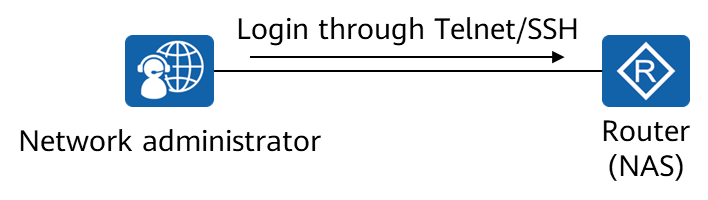 Login through Telnet/SSH
R
Network administrator
Router
(NAS)